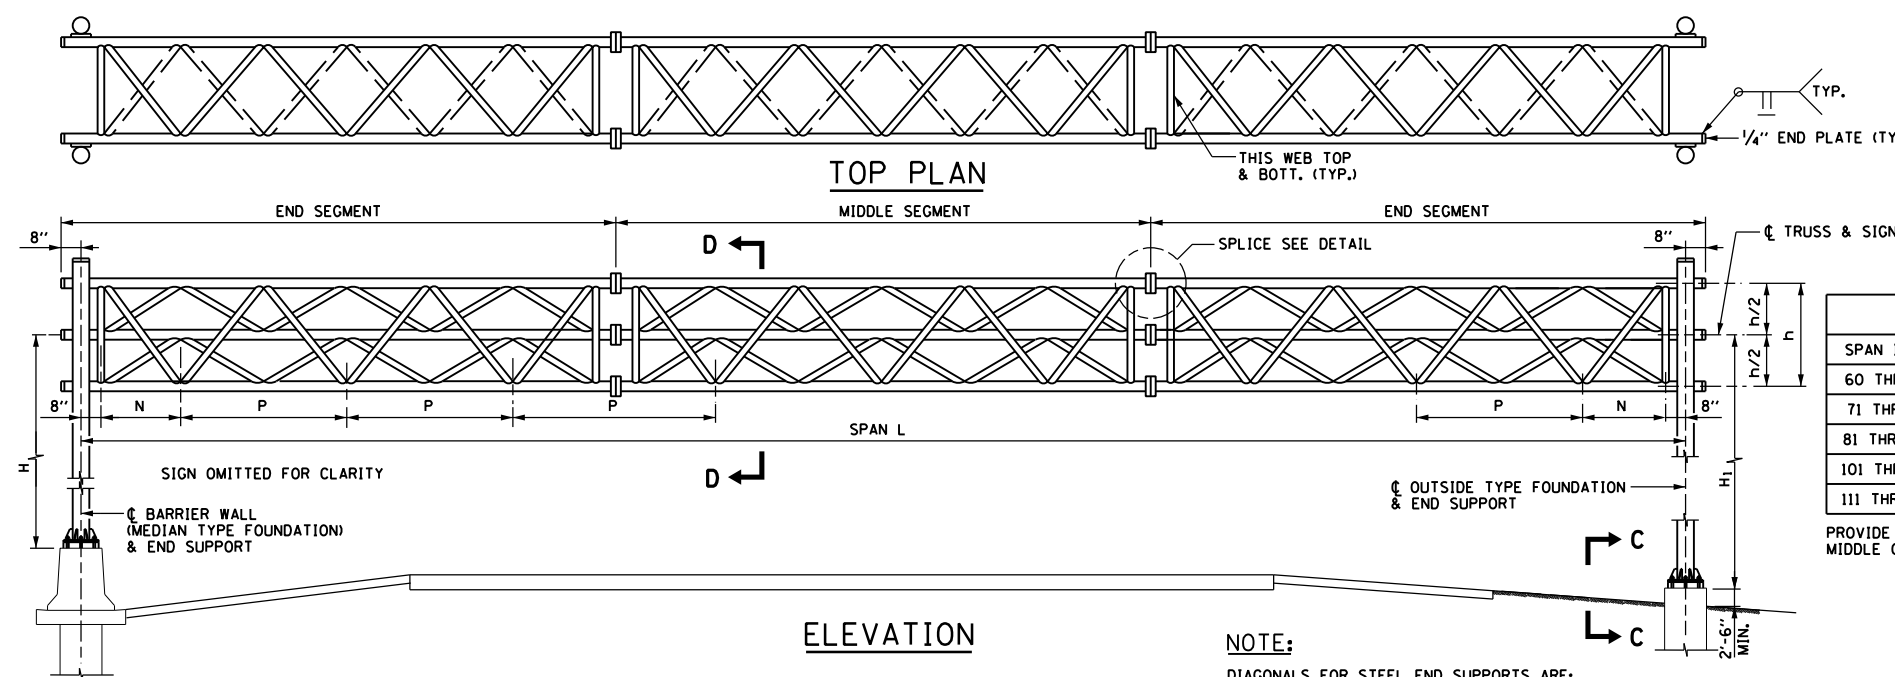 TYP.
1/4" END PLATE (TY
THIS WEB TOP
& BOTT. (TYP.)
TOP PLAN
END SEGMENT
MIDDLE SEGMENT
END SEGMENT
8"
D
SPLICE SEE DETAIL
8"
℄ TRUSS & SIGN
h/2
h
h/2
SPAN
60 THR
71 THR
81 THR
101 THR
111 THR
8"
N
P
P
P
P
N
8"
SPAN L
H
SIGN OMITTED FOR CLARITY
D
H1
℄ BARRIER WALL
(MEDIAN TYPE FOUNDATION)
& END SUPPORT
℄ OUTSIDE TYPE FOUNDATION
& END SUPPORT
PROVIDE
MIDDLE
C
ELEVATION
NOTE:
C
2'-6"
MIN.
DIAGONALS FOR STEEL END SUPPORTS ARE: